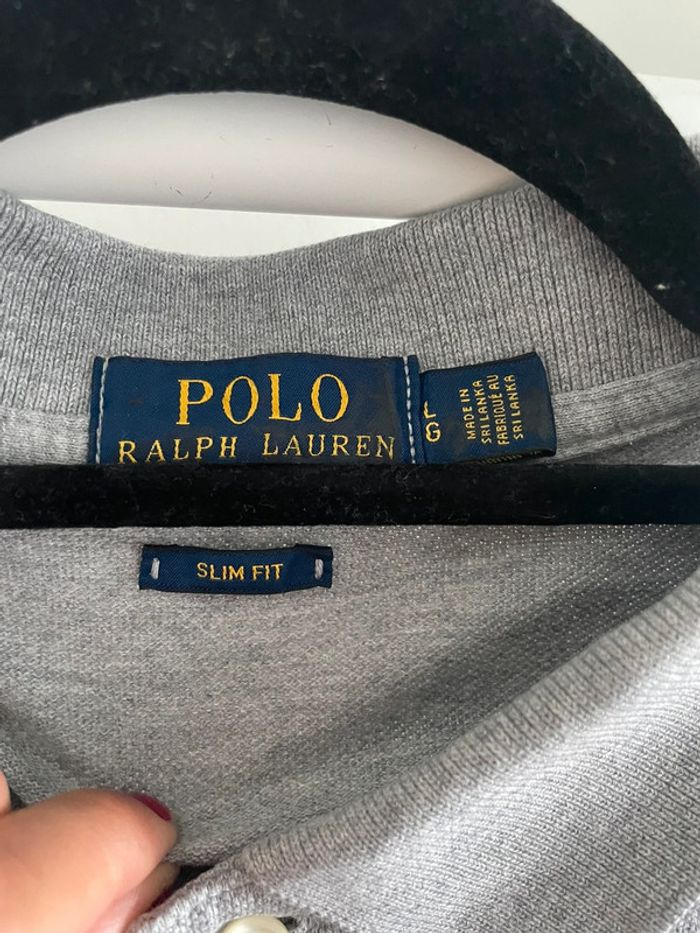 POLO
RALPH LAUREN
L
G
MADE IN
SRI LANKA
FABRIQUÉ AU
SRI LANKA
SLIM FIT